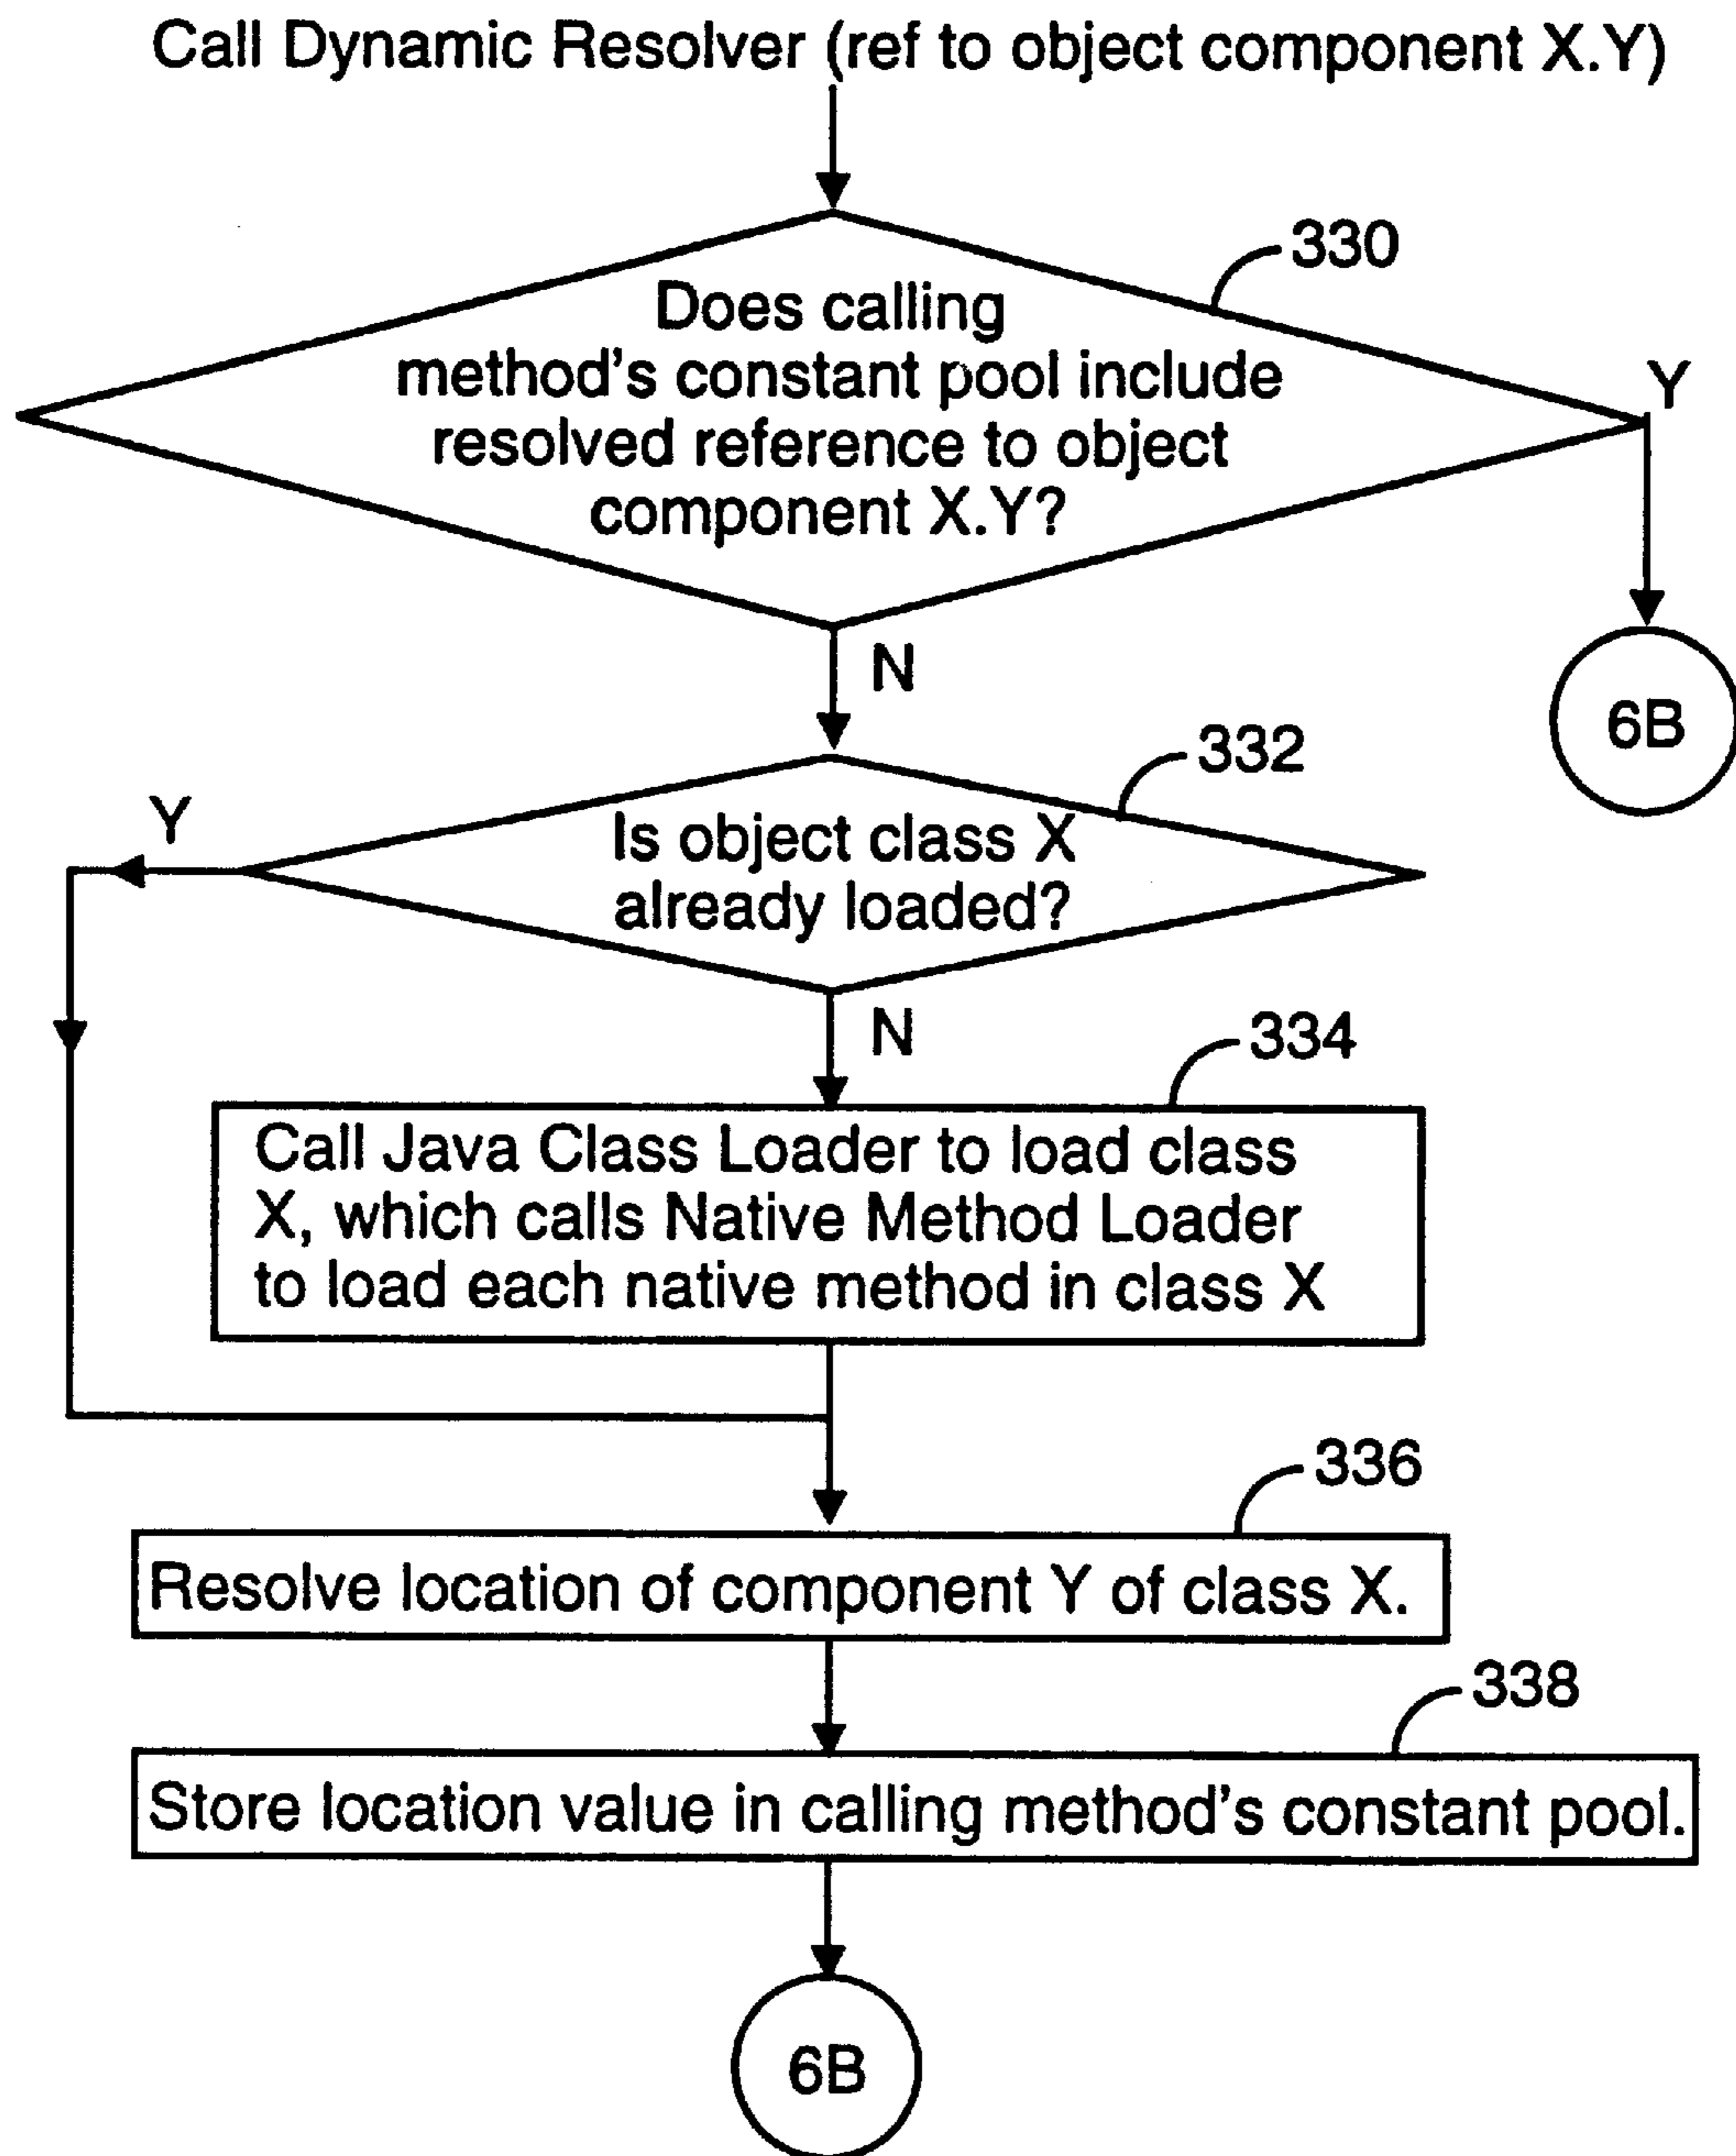 Call Dynamic Resolver (ref to object component X.Y)
330
Does calling
method's constant pool include
resolved reference to object
component X.Y?
Y
N
6B
332
Y
Is object class X
already loaded?
N
334
Call Java Class Loader to load class
X, which calls Native Method Loader
to load each native method in class X
336
Resolve location of component Y of class X.
338
Store location value in calling method's constant pool.
6B